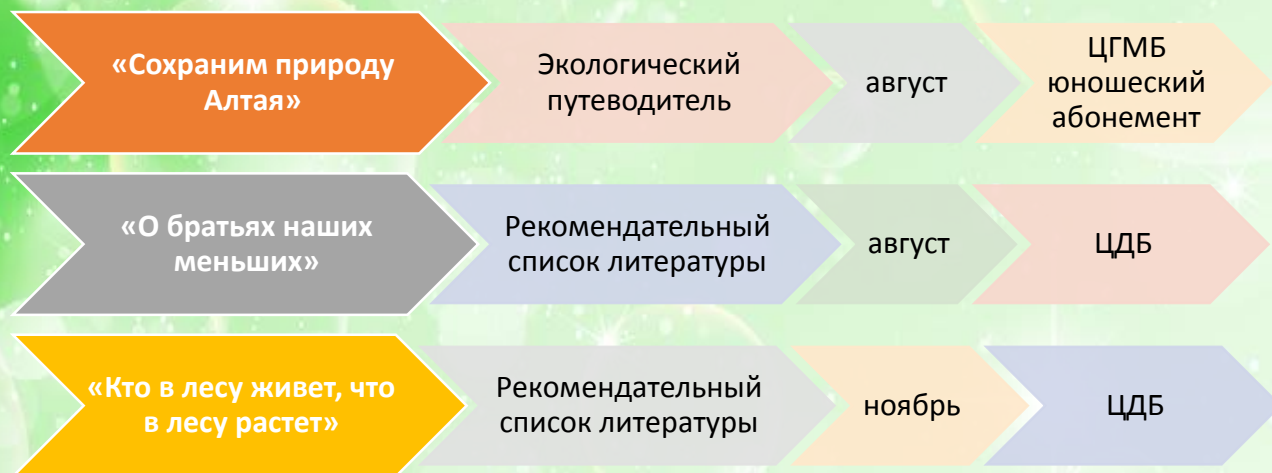 «Сохраним природу
Алтая»
Экологический
путеводитель
август
ЦГМБ
юношеский
абонемент
«О братьях наших
меньших»
Рекомендательный
список литературы
август
ЦДБ
«Кто в лесу живет, что
в лесу растет»
Рекомендательный
список литературы
ноябрь
ЦДБ